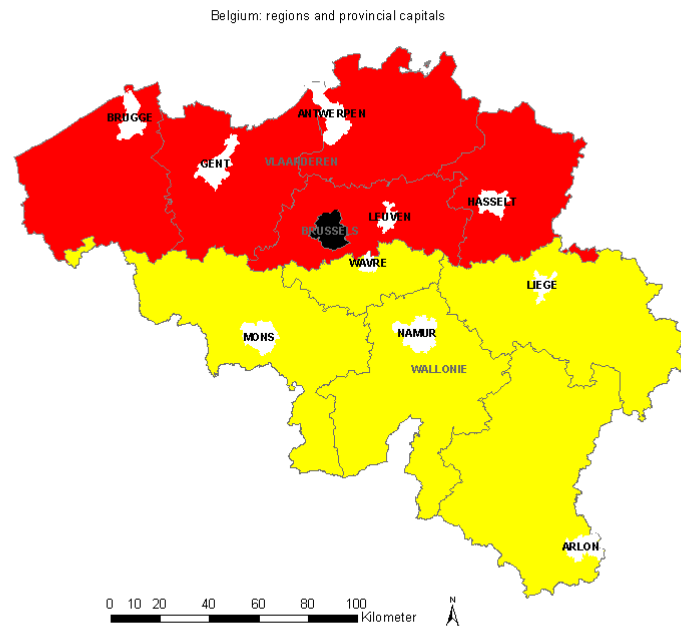 Belgium: regions and provincial capitals
ANTWERPEN
BRUGGE
GENT
VLAARDEREN
HASSELT
LEUVEN
BRUSSELS
WAVRE
LIEGE
MONS
NAMUR
WALLONIE
ARLON
N
0 10 20 40 60 80 100
Kilometer